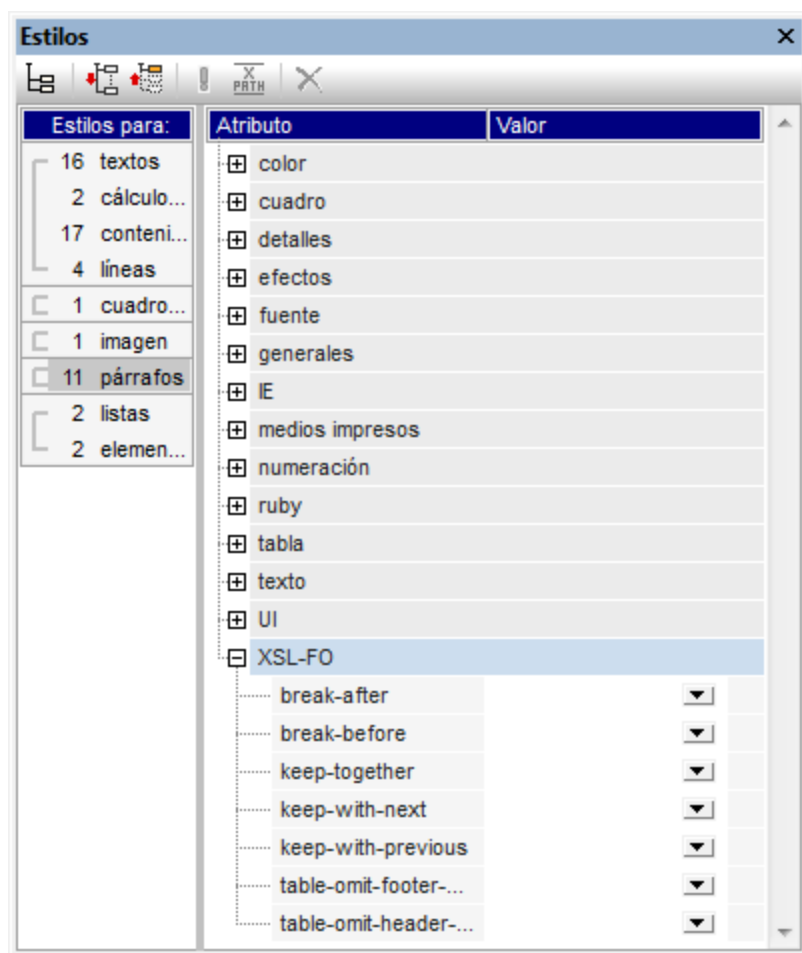 Estilos
X
PATH
Estilos para:
16 textos
2 cálculo...
17 conteni...
4 líneas
1 cuadro...
1 imagen
11 párrafos
2 listas
2 elemen...
Atributo Valor
color
cuadro
detalles
efectos
fuente
generales
IE
medios impresos
numeración
ruby
tabla
texto
UI
XSL-FO
break-after
break-before
keep-together
keep-with-next
keep-with-previous
table-omit-footer-...
table-omit-header-...